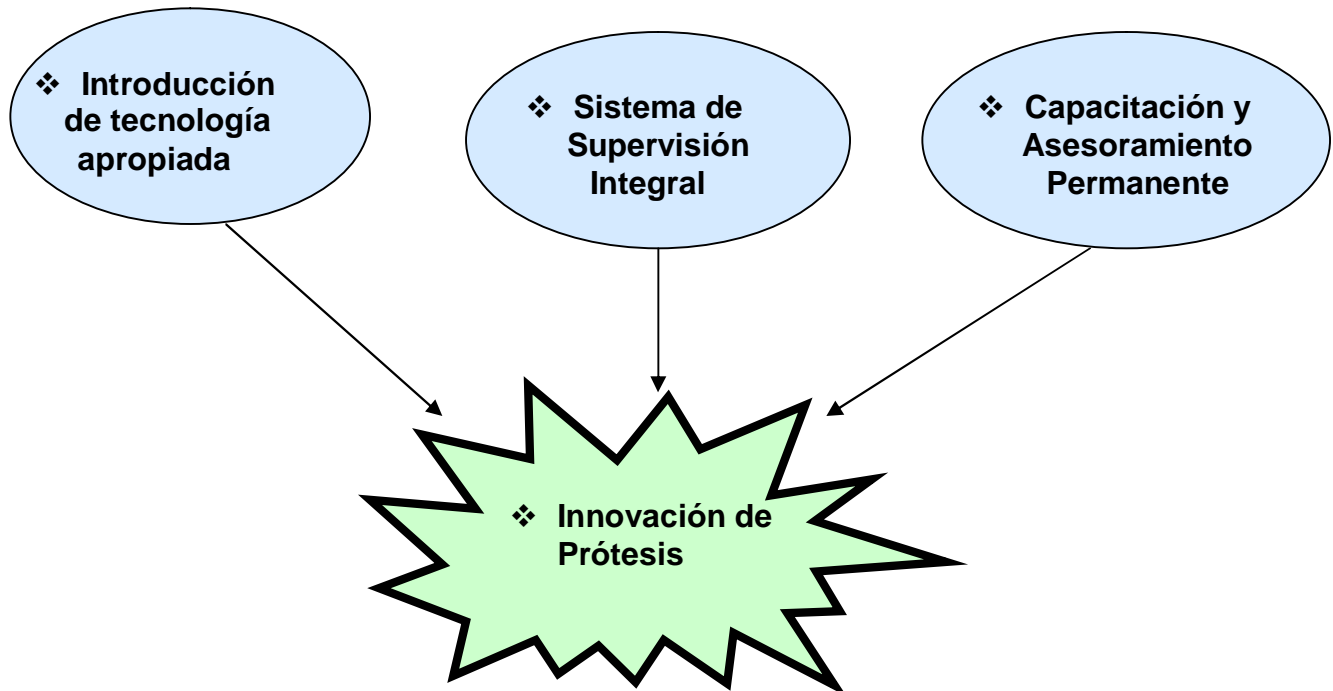 ❖ Introducción
de tecnología
apropiada
❖ Sistema de
Supervisión
Integral
❖ Capacitación y
Asesoramiento
Permanente
❖ Innovación de
Prótesis